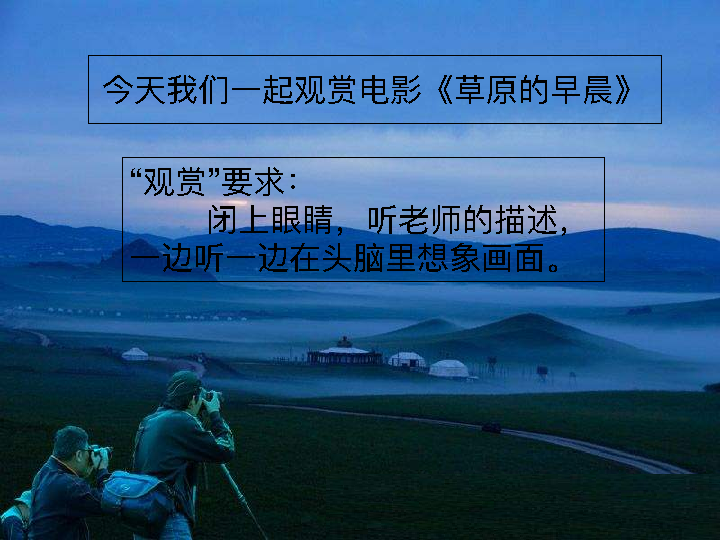 今天我们一起观赏电影《草原的早晨》
“观赏”要求：
闭上眼睛，听老师的描述，
一边听一边在头脑里想象画面。